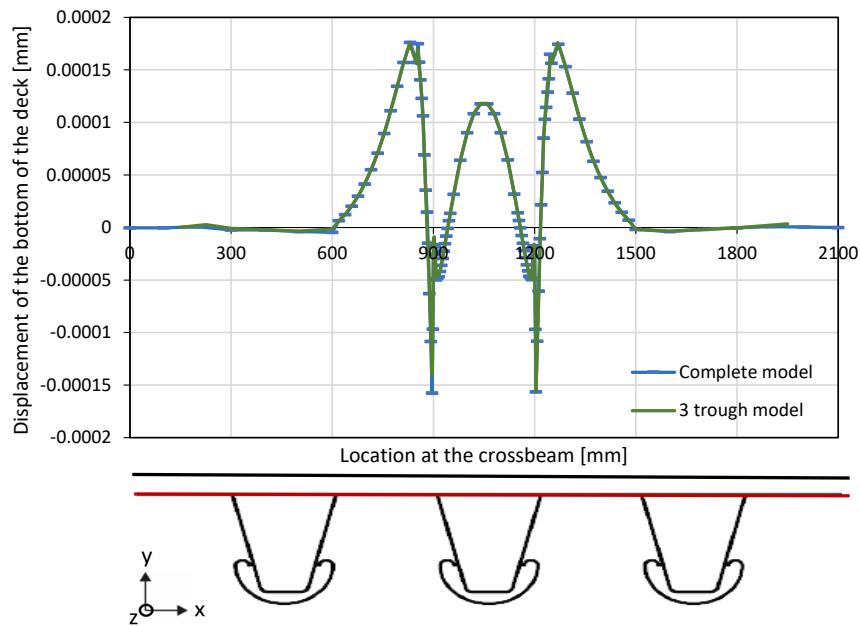 0.0002
0.00015
0.0001
0.00005
0
-0.00005
-0.0001
-0.00015
-0.0002
Displacement of the bottom of the deck [mm]
0 300 600 900 1200 1500 1800 2100
Complete model
3 trough model
Location at the crossbeam [mm]
y
z x